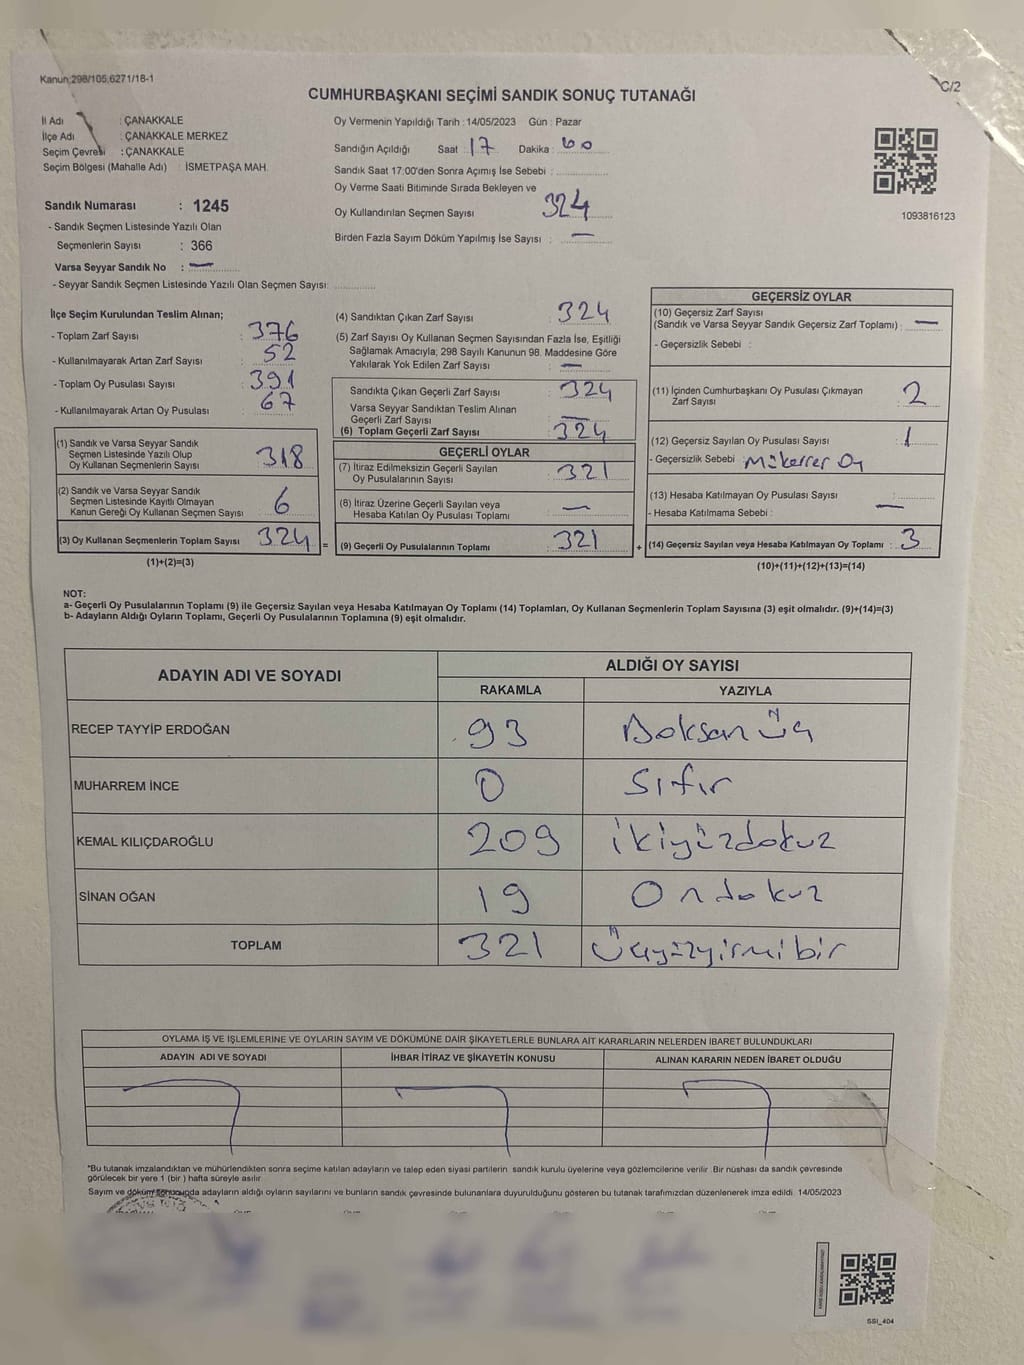 Kanun:298/105,6271/18-1
C/2
CUMHURBAŞKANI SEÇİMİ SANDIK SONUÇ TUTANAĞI
İl Adı : ÇANAKKALE
İlçe Adı : ÇANAKKALE MERKEZ
Seçim Çevresi : ÇANAKKALE
Seçim Bölgesi (Mahalle Adı) : İSMETPAŞA MAH.
Sandık Numarası : 1245
- Sandık Seçmen Listesinde Yazılı Olan
Seçmenlerin Sayısı : 366
Varsa Seyyar Sandık No : —
- Seyyar Sandık Seçmen Listesinde Yazılı Olan Seçmen Sayısı:
Oy Vermenin Yapıldığı Tarih : 14/05/2023 Gün : Pazar
Sandığın Açıldığı Saat : 17 Dakika : 00
Sandık Saat 17:00'den Sonra Açımış İse Sebebi :
Oy Verme Saati Bitiminde Sırada Bekleyen ve
Oy Kullandırılan Seçmen Sayısı 324
Birden Fazla Sayım Döküm Yapılmış İse Sayısı : —
1093816123
İlçe Seçim Kurulundan Teslim Alınan;
- Toplam Zarf Sayısı : 376
- Kullanılmayarak Artan Zarf Sayısı : 52
- Toplam Oy Pusulası Sayısı : 391
- Kullanılmayarak Artan Oy Pusulası : 67
(1) Sandık ve Varsa Seyyar Sandık
Seçmen Listesinde Yazılı Olup
Oy Kullanan Seçmenlerin Sayısı : 318
(2) Sandık ve Varsa Seyyar Sandık
Seçmen Listesinde Kayıtlı Olmayan
Kanun Gereği Oy Kullanan Seçmen Sayısı : 6
(3) Oy Kullanan Seçmenlerin Toplam Sayısı : 324 =
(1)+(2)=(3)
(4) Sandıktan Çıkan Zarf Sayısı : 324
(5) Zarf Sayısı Oy Kullanan Seçmen Sayısından Fazla İse, Eşitliği
Sağlamak Amacıyla, 298 Sayılı Kanunun 98. Maddesine Göre
Yakılarak Yok Edilen Zarf Sayısı : —
Sandıkta Çıkan Geçerli Zarf Sayısı : 324
Varsa Seyyar Sandıktan Teslim Alınan
Geçerli Zarf Sayısı : —
(6) Toplam Geçerli Zarf Sayısı : 324
GEÇERLİ OYLAR
(7) İtiraz Edilmeksizin Geçerli Sayılan
Oy Pusulalarının Sayısı : 321
(8) İtiraz Üzerine Geçerli Sayılan veya
Hesaba Katılan Oy Pusulası Toplamı : —
(9) Geçerli Oy Pusulalarının Toplamı : 321 +
GEÇERSİZ OYLAR
(10) Geçersiz Zarf Sayısı
(Sandık ve Varsa Seyyar Sandık Geçersiz Zarf Toplamı) : —
- Geçersizlik Sebebi :
(11) İçinden Cumhurbaşkanı Oy Pusulası Çıkmayan
Zarf Sayısı : 2
(12) Geçersiz Sayılan Oy Pusulası Sayısı : 1
- Geçersizlik Sebebi : Mükerrer Oy
(13) Hesaba Katılmayan Oy Pusulası Sayısı :
- Hesaba Katılmama Sebebi : —
(14) Geçersiz Sayılan veya Hesaba Katılmayan Oy Toplamı : 3
(10)+(11)+(12)+(13)=(14)
NOT:
a- Geçerli Oy Pusulalarının Toplamı (9) ile Geçersiz Sayılan veya Hesaba Katılmayan Oy Toplamı (14) Toplamları, Oy Kullanan Seçmenlerin Toplam Sayısına (3) eşit olmalıdır. (9)+(14)=(3)
b- Adayların Aldığı Oyların Toplamı, Geçerli Oy Pusulalarının Toplamına (9) eşit olmalıdır.
ADAYIN ADI VE SOYADI ALDIĞI OY SAYISI
RAKAMLA YAZIYLA
RECEP TAYYİP ERDOĞAN 93 Doksan üç
MUHARREM İNCE 0 Sıfır
KEMAL KILIÇDAROĞLU 209 ikiyüzdokuz
SİNAN OĞAN 19 Ondokuz
TOPLAM 321 Üçyüzyirmibir
OYLAMA İŞ VE İŞLEMLERİNE VE OYLARIN SAYIM VE DÖKÜMÜNE DAİR ŞİKAYETLERLE BUNLARA AİT KARARLARIN NELERDEN İBARET BULUNDUKLARI
ADAYIN ADI VE SOYADI İHBAR İTİRAZ VE ŞİKAYETİN KONUSU ALINAN KARARIN NEDEN İBARET OLDUĞU
*Bu tutanak imzalandıktan ve mühürlendikten sonra seçime katılan adayların ve talep eden siyasi partilerin sandık kurulu üyelerine veya gözlemcilerine verilir. Bir nüshası da sandık çevresinde
görülecek bir yere 1 (bir ) hafta süreyle asılır.
Sayım ve döküm sonucunda adayların aldığı oyların sayılarını ve bunların sandık çevresinde bulunanlara duyurulduğunu gösteren bu tutanak tarafımızdan düzenlenerek imza edildi. 14/05/2023
SSI_404